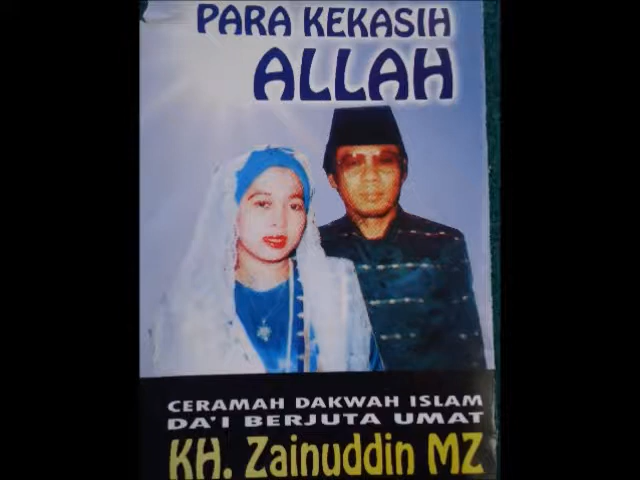 PARA KEKASIH
ALLAH
CERAMAH DAKWAH ISLAM
DA'I BERJUTA UMAT
KH. Zainuddin MZ